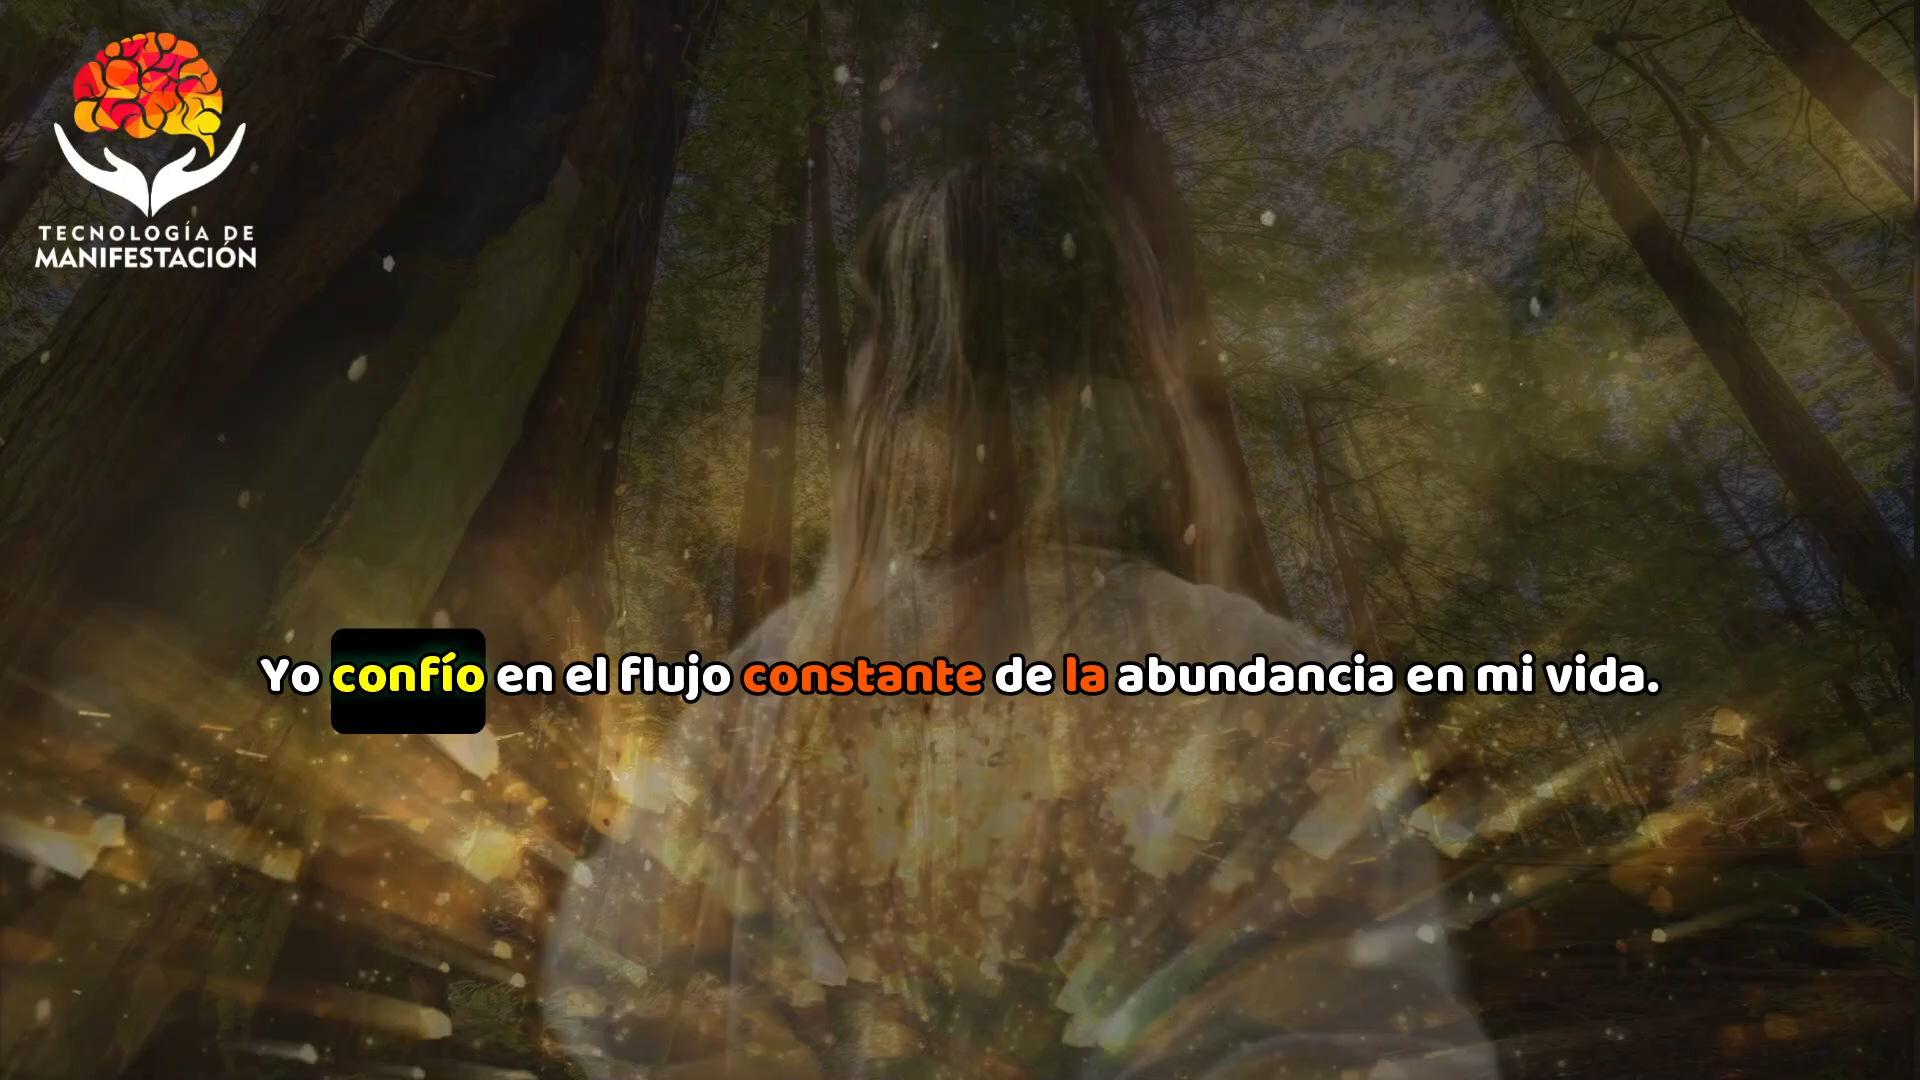 TECNOLOGÍA DE
MANIFESTACIÓN
Yo confío en el flujo constante de la abundancia en mi vida.